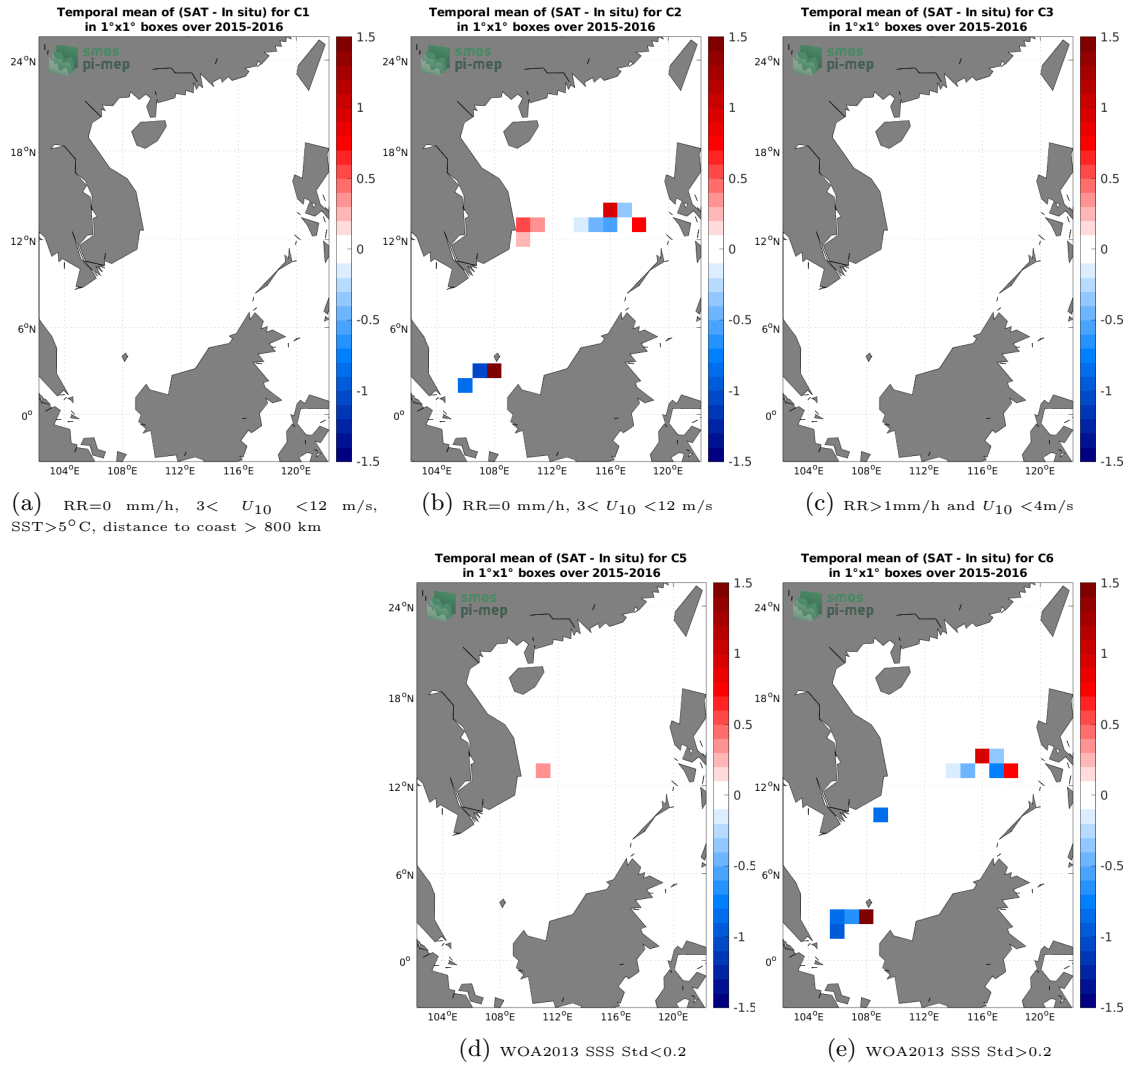 Temporal mean of (SAT - In situ) for C1
in 1°x1° boxes over 2015-2016
smos
pi-mep
24°N
18°N
12°N
6°N
0°
104°E 108°E 112°E 116°E 120°E
1.5
1
0.5
0
-0.5
-1
-1.5
(a) RR=0 mm/h, 3< U10 <12 m/s,
SST>5°C, distance to coast > 800 km
Temporal mean of (SAT - In situ) for C2
in 1°x1° boxes over 2015-2016
smos
pi-mep
24°N
18°N
12°N
6°N
0°
104°E 108°E 112°E 116°E 120°E
1.5
1
0.5
0
-0.5
-1
-1.5
(b) RR=0 mm/h, 3< U10 <12 m/s
Temporal mean of (SAT - In situ) for C3
in 1°x1° boxes over 2015-2016
smos
pi-mep
24°N
18°N
12°N
6°N
0°
104°E 108°E 112°E 116°E 120°E
1.5
1
0.5
0
-0.5
-1
-1.5
(c) RR>1mm/h and U10 <4m/s
Temporal mean of (SAT - In situ) for C5
in 1°x1° boxes over 2015-2016
smos
pi-mep
24°N
18°N
12°N
6°N
0°
104°E 108°E 112°E 116°E 120°E
1.5
1
0.5
0
-0.5
-1
-1.5
(d) WOA2013 SSS Std<0.2
Temporal mean of (SAT - In situ) for C6
in 1°x1° boxes over 2015-2016
smos
pi-mep
24°N
18°N
12°N
6°N
0°
104°E 108°E 112°E 116°E 120°E
1.5
1
0.5
0
-0.5
-1
-1.5
(e) WOA2013 SSS Std>0.2